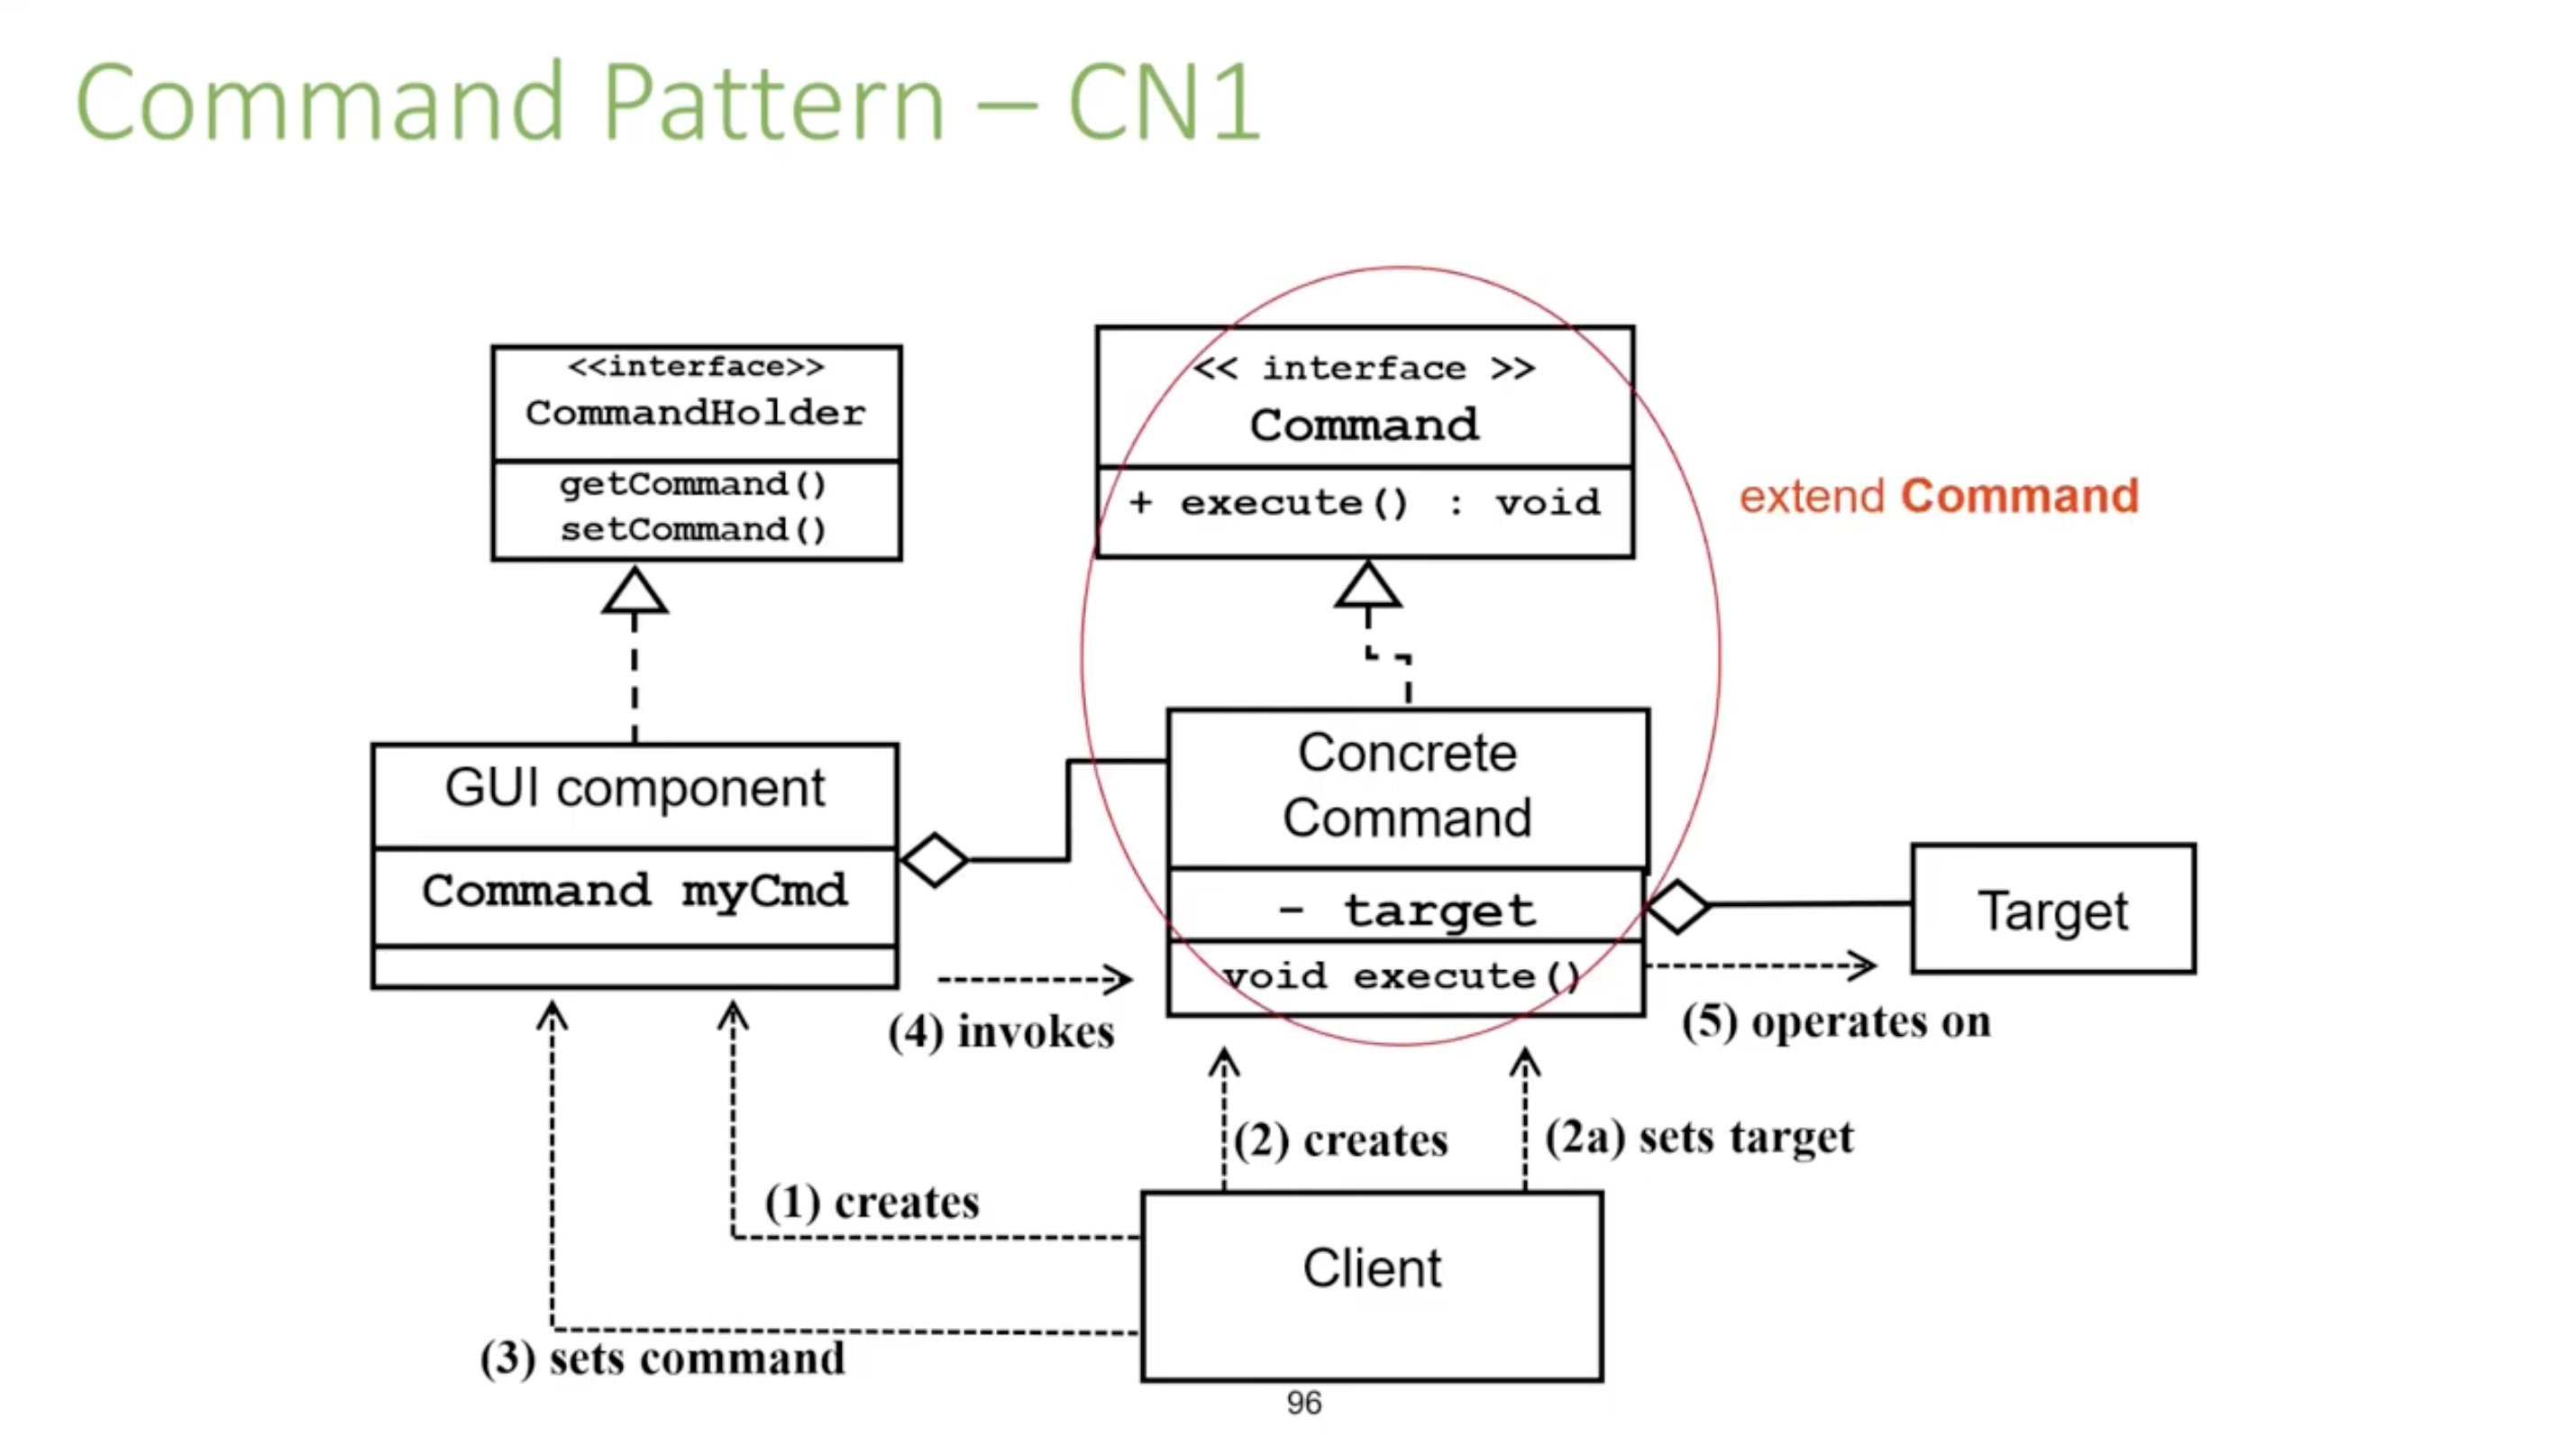 Command Pattern – CN1
<<interface>>
CommandHolder
getCommand()
setCommand()
<< interface >>
Command
+ execute() : void
extend Command
GUI component
Command myCmd
Concrete
Command
- target
void execute()
Target
(4) invokes
(5) operates on
(2) creates
(2a) sets target
(1) creates
Client
(3) sets command
96